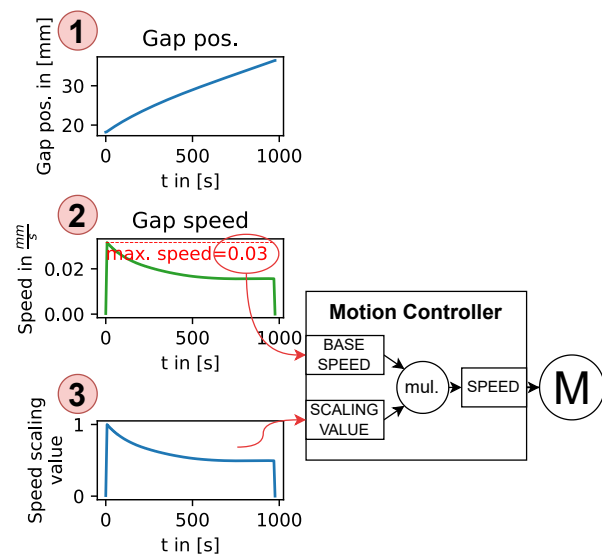 1
Gap pos.
Gap pos. in [mm]
30
20
0
500
1000
t in [s]
2
Gap speed
Speed in mm/s
max. speed=0.03
0.02
0.00
0
500
1000
t in [s]
Motion Controller
BASE
SPEED
mul.
SPEED
M
SCALING
VALUE
3
Speed scaling
value
1
0
0
500
1000
t in [s]